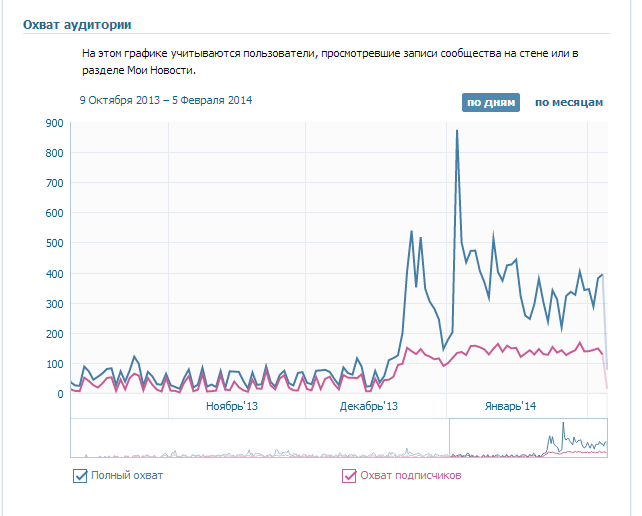 Охват аудитории
На этом графике учитываются пользователи, просмотревшие записи сообщества на стене или в
разделе Мои Новости.
9 Октября 2013 – 5 Февраля 2014
по дням
по месяцам
900
800
700
600
500
400
300
200
100
0
Ноябрь'13
Декабрь'13
Январь'14
Полный охват
Охват подписчиков